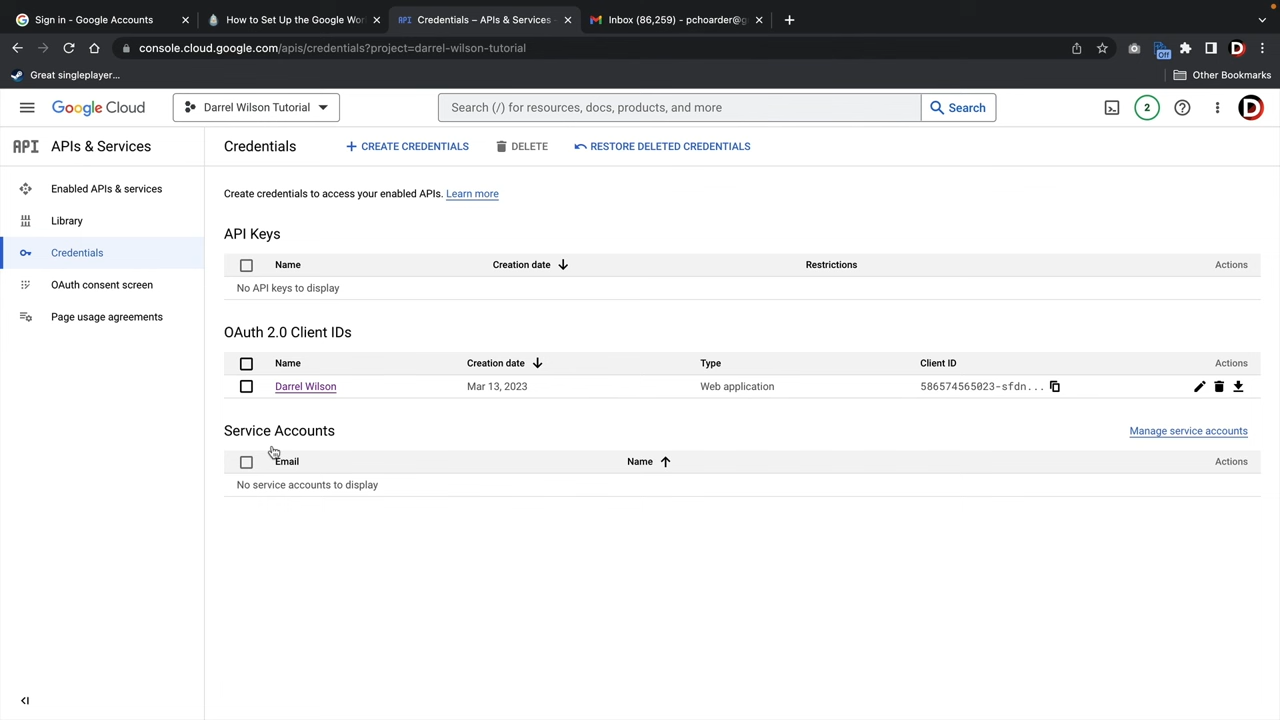 Sign in - Google Accounts
How to Set Up the Google Wor
API Credentials – APIs & Services -
Inbox (86,259) - pchoarder@g
console.cloud.google.com/apis/credentials?project=darrel-wilson-tutorial
Off
D
Great singleplayer...
Other Bookmarks
Google Cloud
Darrel Wilson Tutorial
Search (/) for resources, docs, products, and more
Search
2
D
API APIs & Services
Credentials
CREATE CREDENTIALS
DELETE
RESTORE DELETED CREDENTIALS
Enabled APIs & services
Library
Credentials
OAuth consent screen
Page usage agreements
Create credentials to access your enabled APIs. Learn more
API Keys
Name Creation date Restrictions Actions
No API keys to display
OAuth 2.0 Client IDs
Name Creation date Type Client ID Actions
Darrel Wilson Mar 13, 2023 Web application 586574565023-sfdn...
Service Accounts
Manage service accounts
Email Name Actions
No service accounts to display